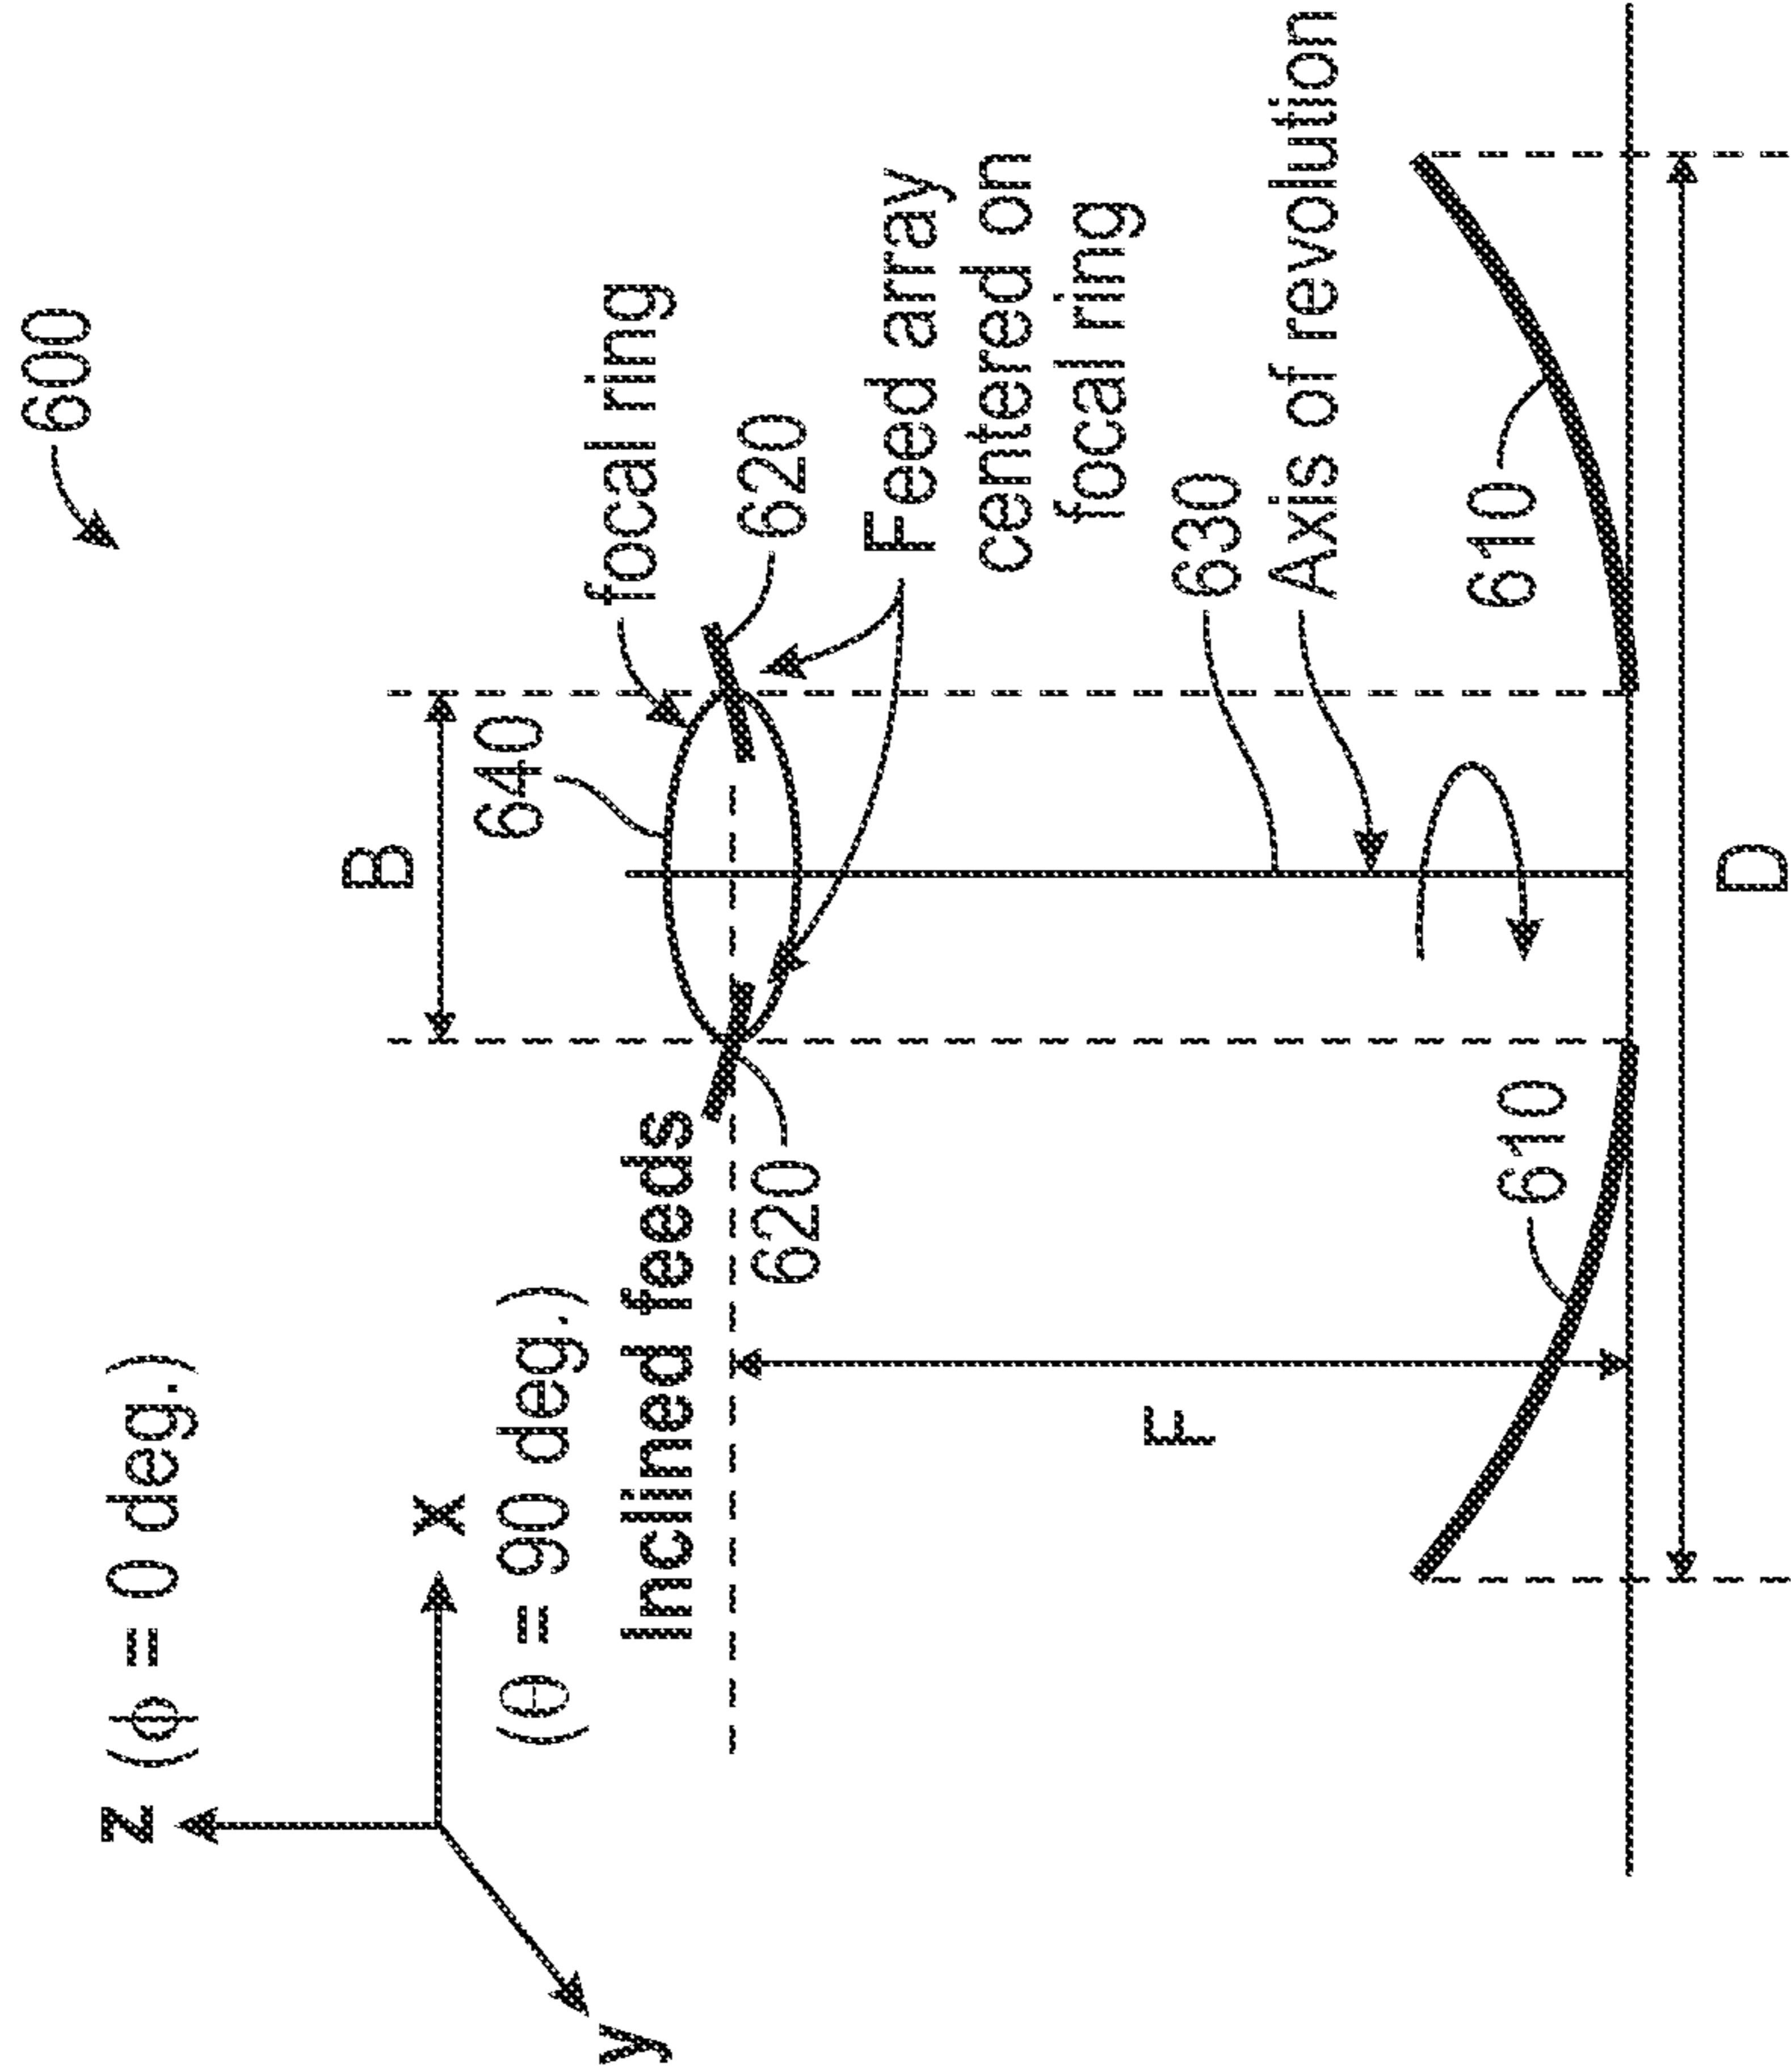 600
z (ϕ = 0 deg.)
x
(θ = 90 deg.)
y
B
640
focal ring
Inclined feeds
620
620
Feed array
centered on
focal ring
F
630
Axis of revolution
610
610
D